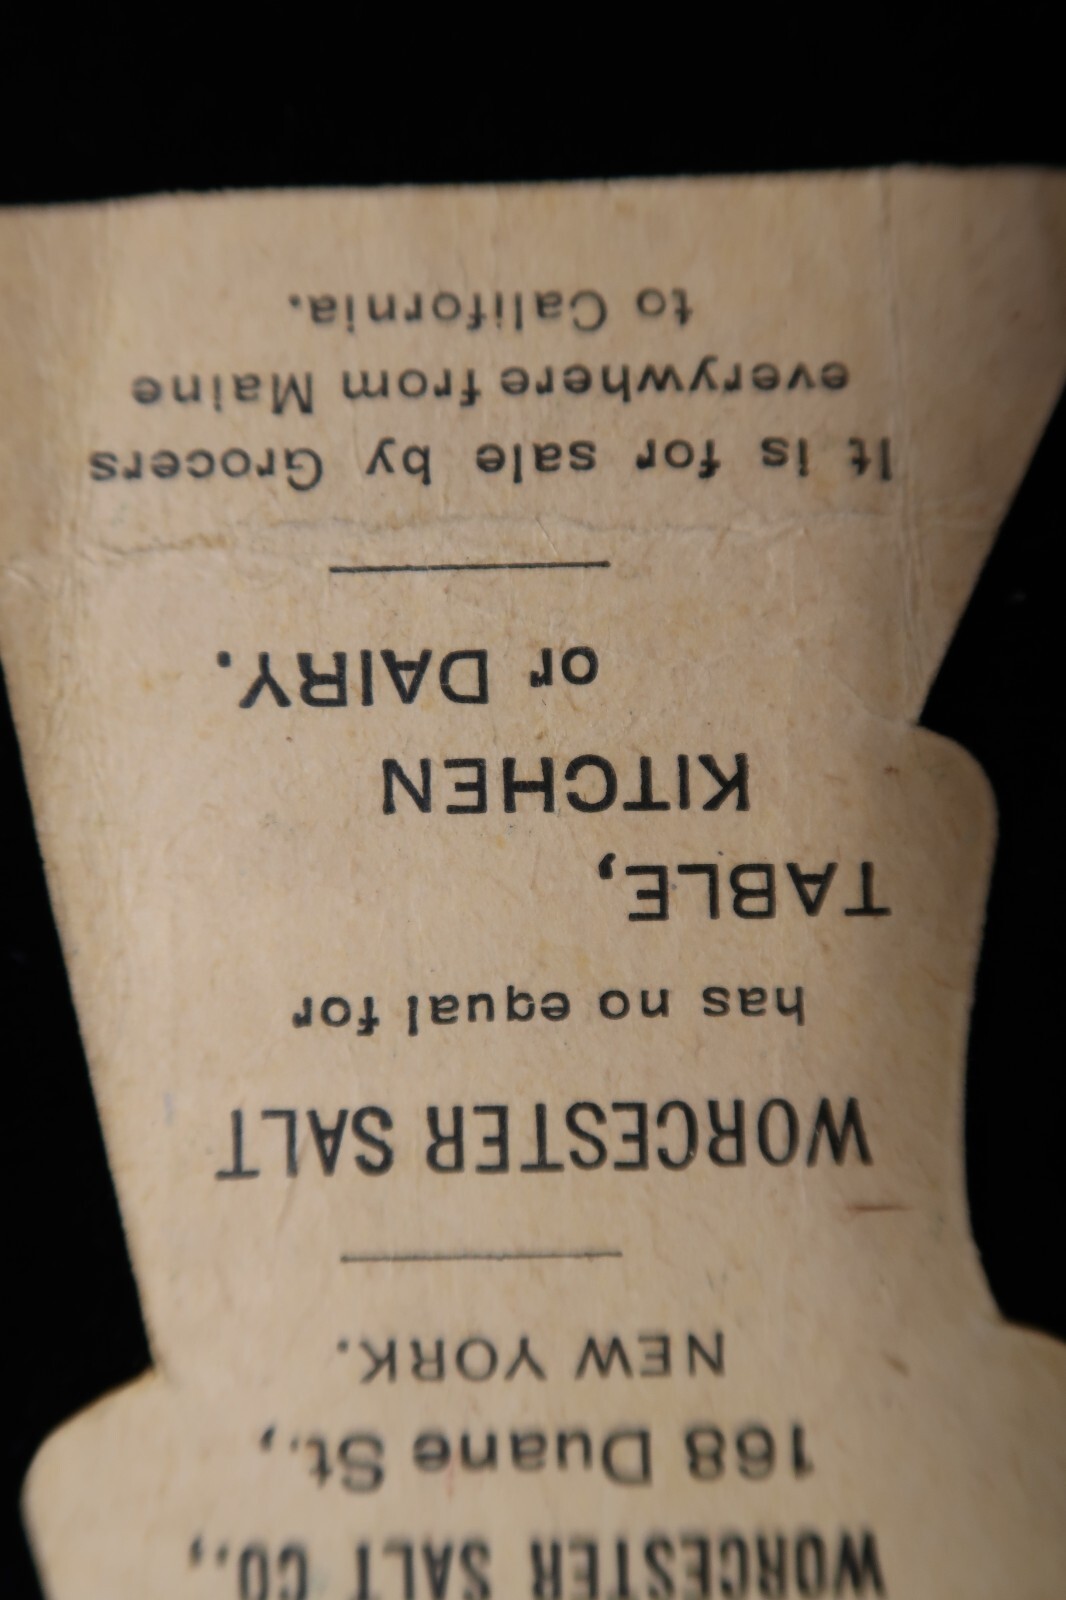 WORCESTER SALT CO.,
168 Duane St.,
NEW YORK.
WORCESTER SALT
has no equal for
TABLE,
KITCHEN
or DAIRY.
It is for sale by Grocers
everywhere from Maine
to California.